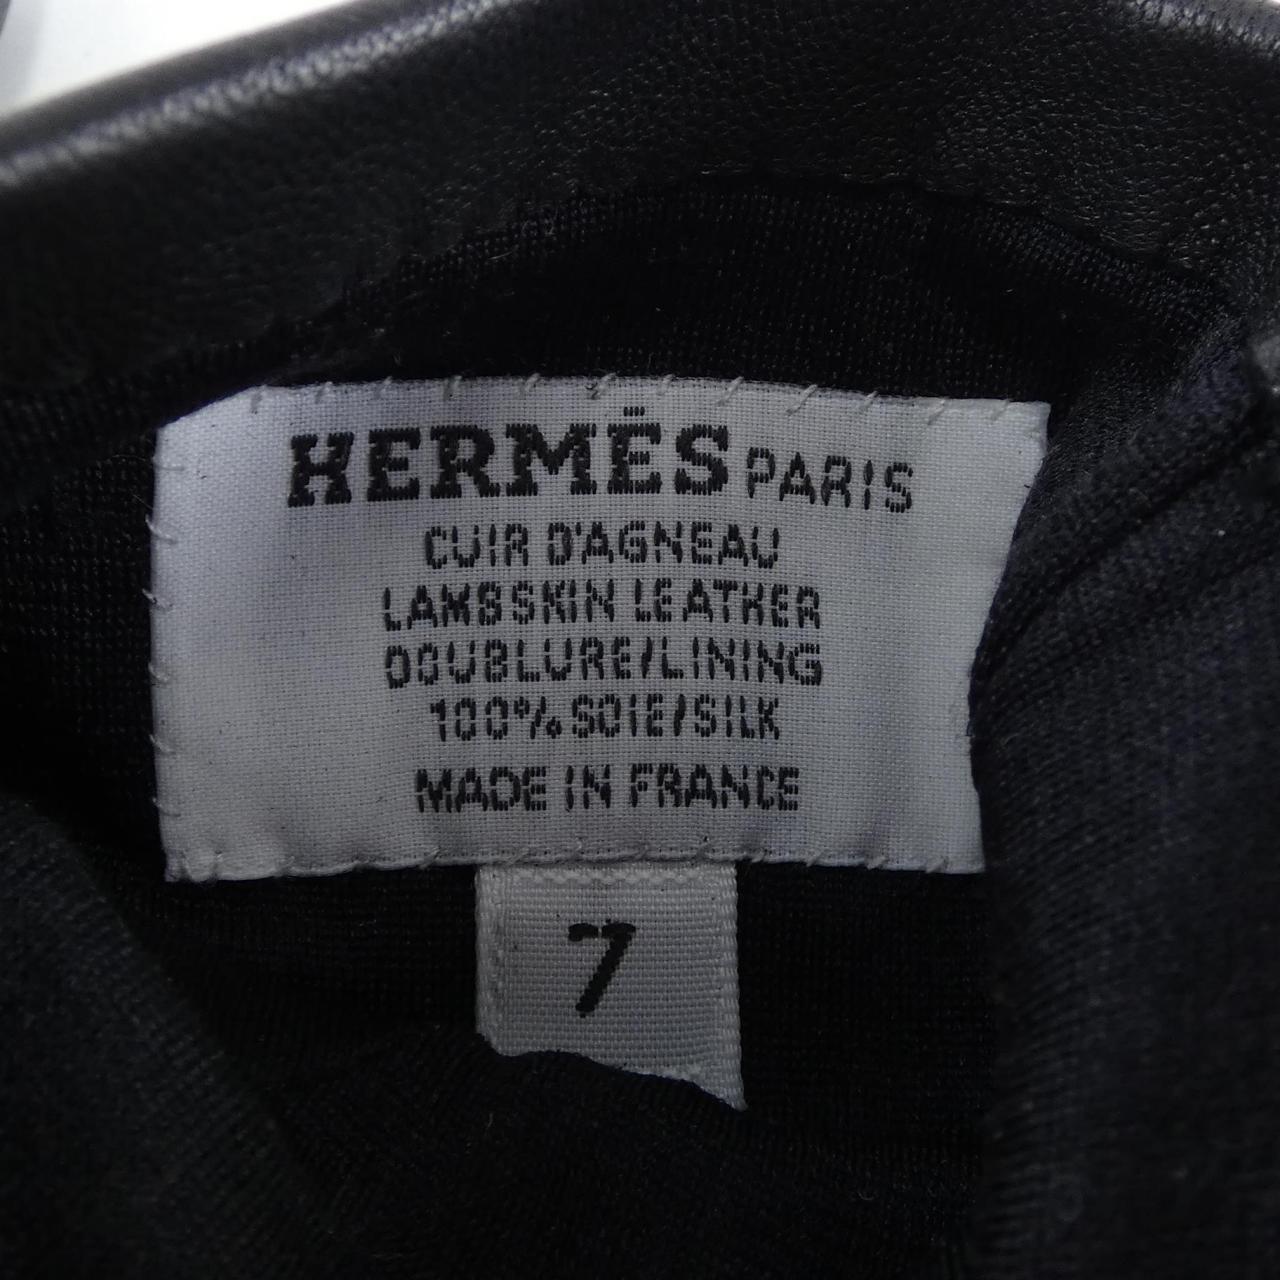 HERMÈS PARIS
CUIR D'AGNEAU
LAMBSKIN LEATHER
DOUBLURE/LINING
100% SOIE/SILK
MADE IN FRANCE
7